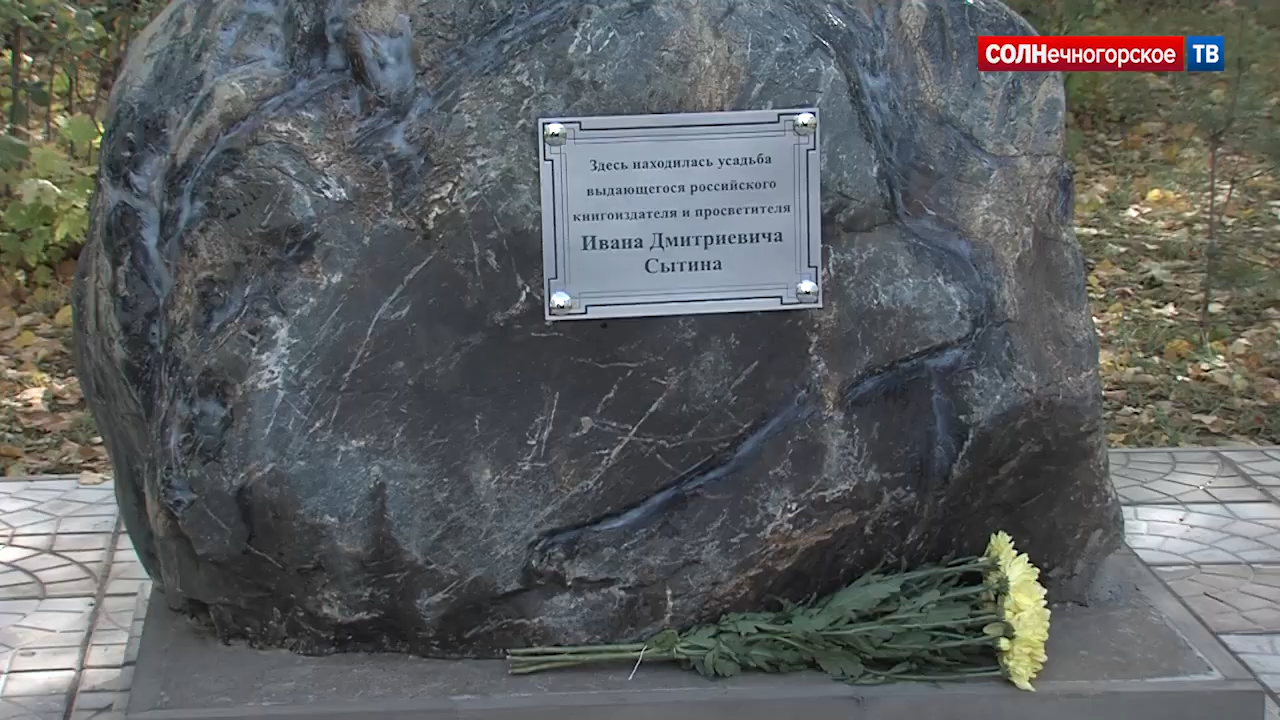 СОЛНечногорское ТВ
Здесь находилась усадьба
выдающегося российского
книгоиздателя и просветителя
Ивана Дмитриевича
Сытина